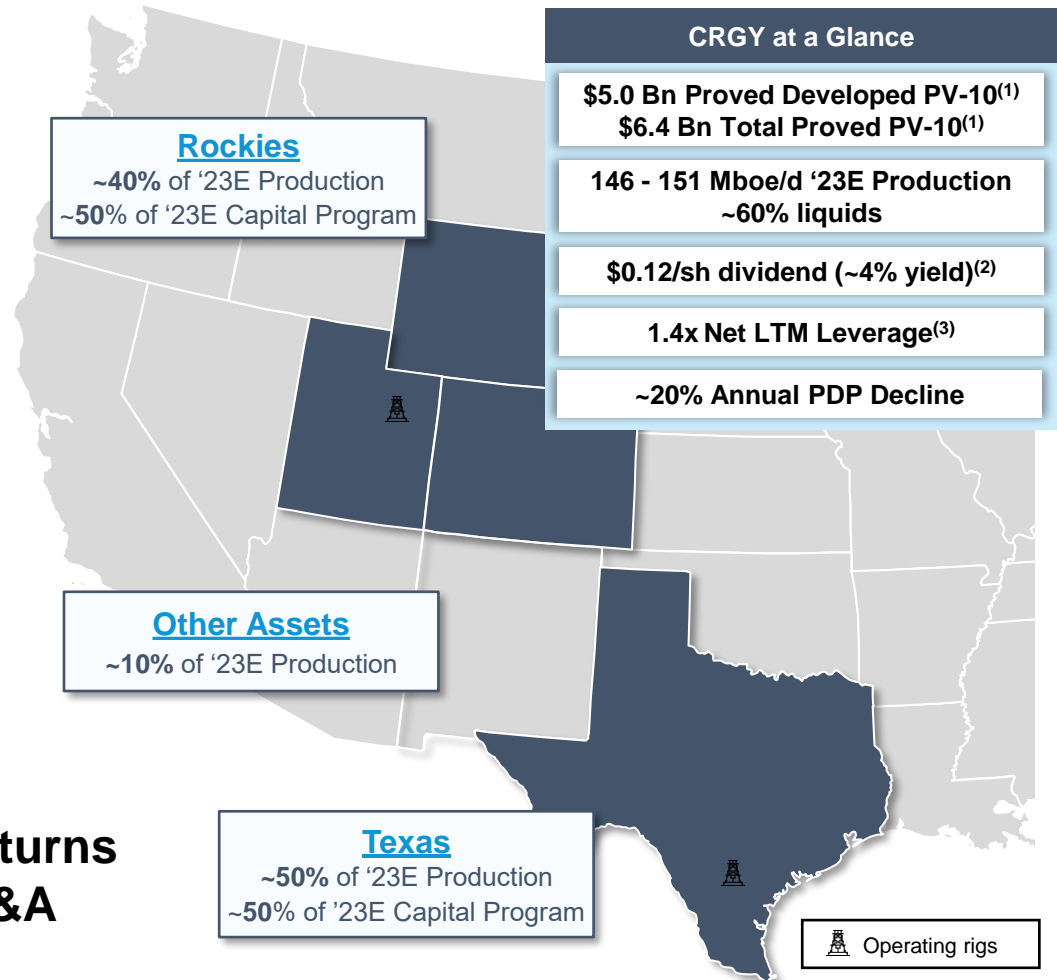 CRGY at a Glance
$5.0 Bn Proved Developed PV-10(1)
$6.4 Bn Total Proved PV-10(1)
146 - 151 Mboe/d ‘23E Production
~60% liquids
$0.12/sh dividend (~4% yield)(2)
1.4x Net LTM Leverage(3)
~20% Annual PDP Decline
Rockies
~40% of ‘23E Production
~50% of ‘23E Capital Program
Other Assets
~10% of ‘23E Production
Texas
~50% of ‘23E Production
~50% of ’23E Capital Program
turns
&A
Operating rigs